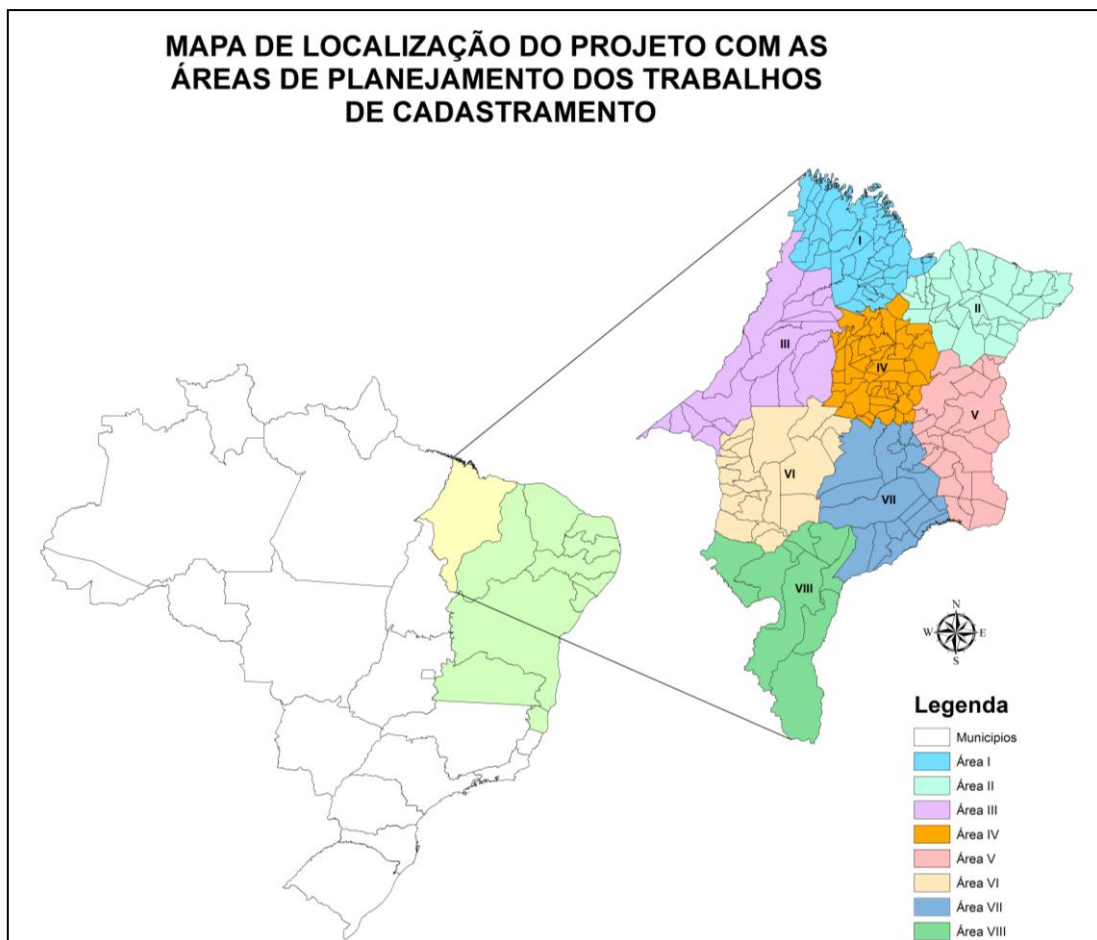 MAPA DE LOCALIZAÇÃO DO PROJETO COM AS
ÁREAS DE PLANEJAMENTO DOS TRABALHOS
DE CADASTRAMENTO
I
II
III
IV
V
VI
VII
VIII
N
W E
S
Legenda
Municipios
Área I
Área II
Área III
Área IV
Área V
Área VI
Área VII
Área VIII